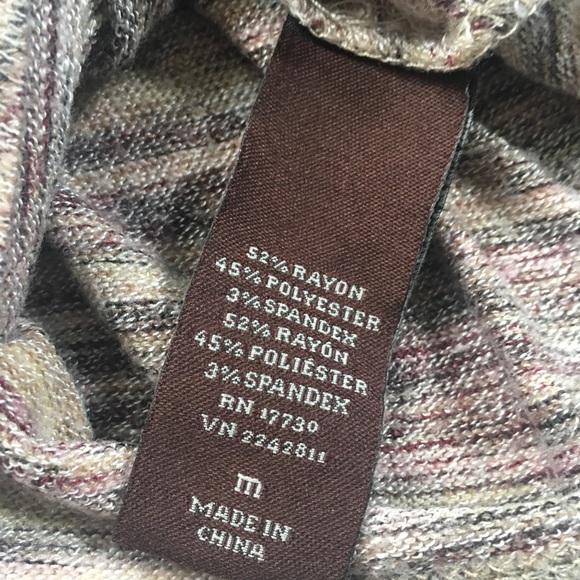 52% RAYON
45% POLYESTER
3% SPANDEX
52% RAYÓN
45% POLIÉSTER
3% SPANDEX
RN 17730
VN 2242811
m
MADE IN
CHINA